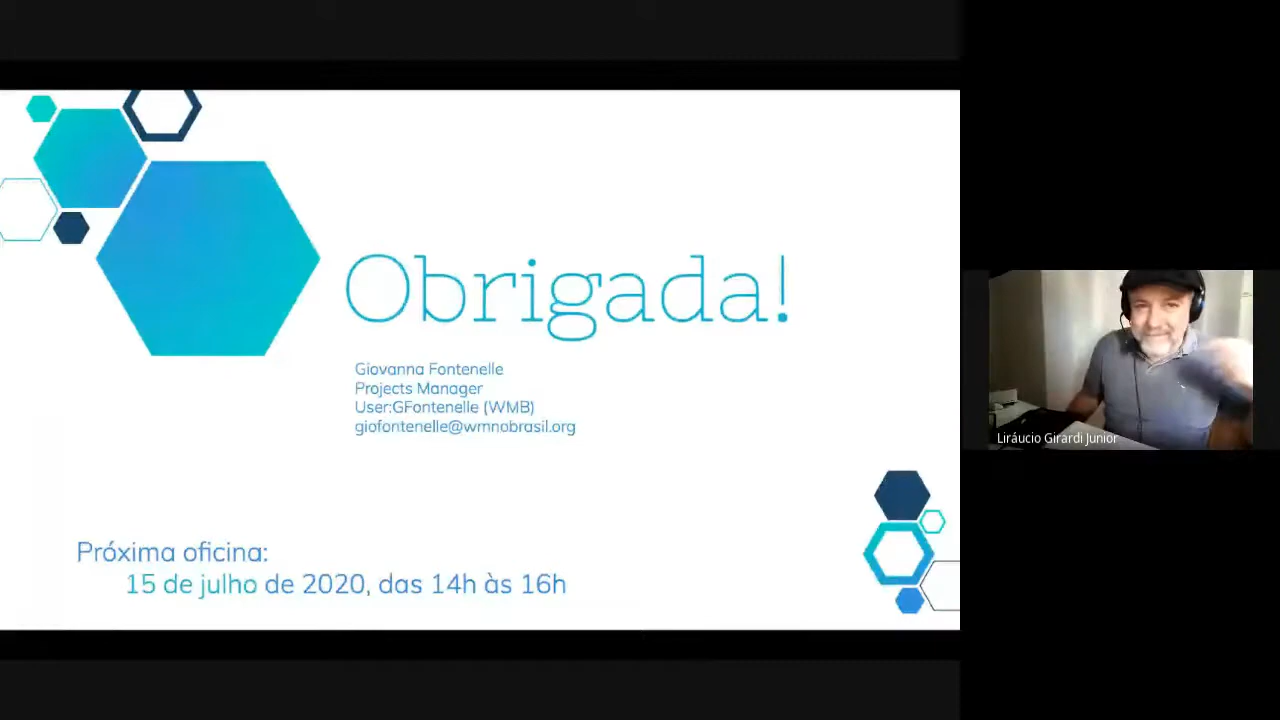 Obrigada!
Giovanna Fontenelle
Projects Manager
User:GFontenelle (WMB)
giofontenelle@wmnobrasil.org
Próxima oficina:
15 de julho de 2020, das 14h às 16h
Liráucio Girardi Junior